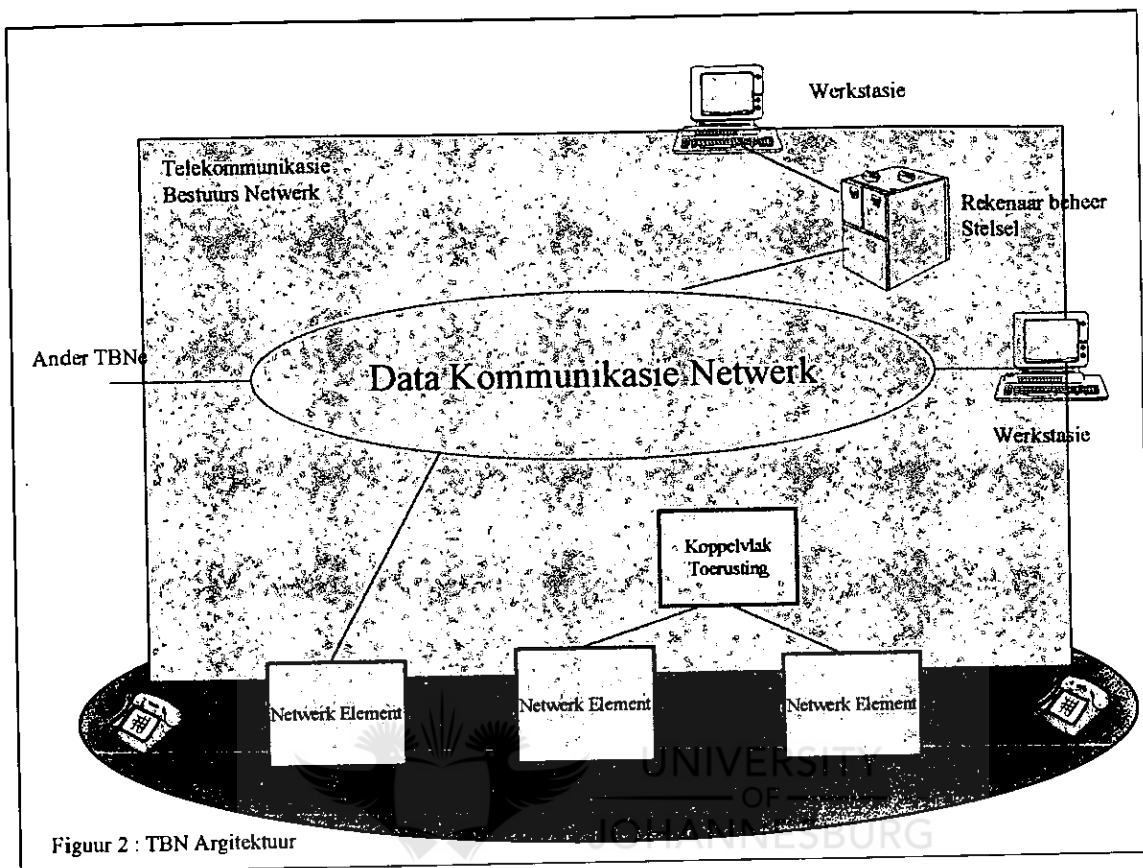 Werkstasie
Telekommunikasie
Bestuurs Netwerk
Rekenaar beheer
Stelsel
Ander TBNe
Data Kommunikasie Netwerk
Werkstasie
Koppelvlak
Toerusting
Netwerk Element
Netwerk Element
Netwerk Element
UNIVERSITY
OF
JOHANNESBURG
Figuur 2 : TBN Argitektuur